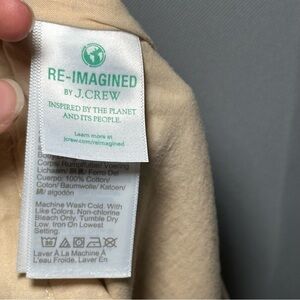 RE-IMAGINED
BY J.CREW
INSPIRED BY THE PLANET
AND ITS PEOPLE.
Learn more at
jcrew.com/reimagined
Cuerpo: 100% Cotton/
Coton/ Baumwolle/ Katoen/
棉/ algodón
Machine Wash Cold. With
Like Colors. Non-chlorine
Bleach Only. Tumble Dry
Low. Iron On Lowest
Setting.
Laver À La Machine À
L'eau Froide. Laver En